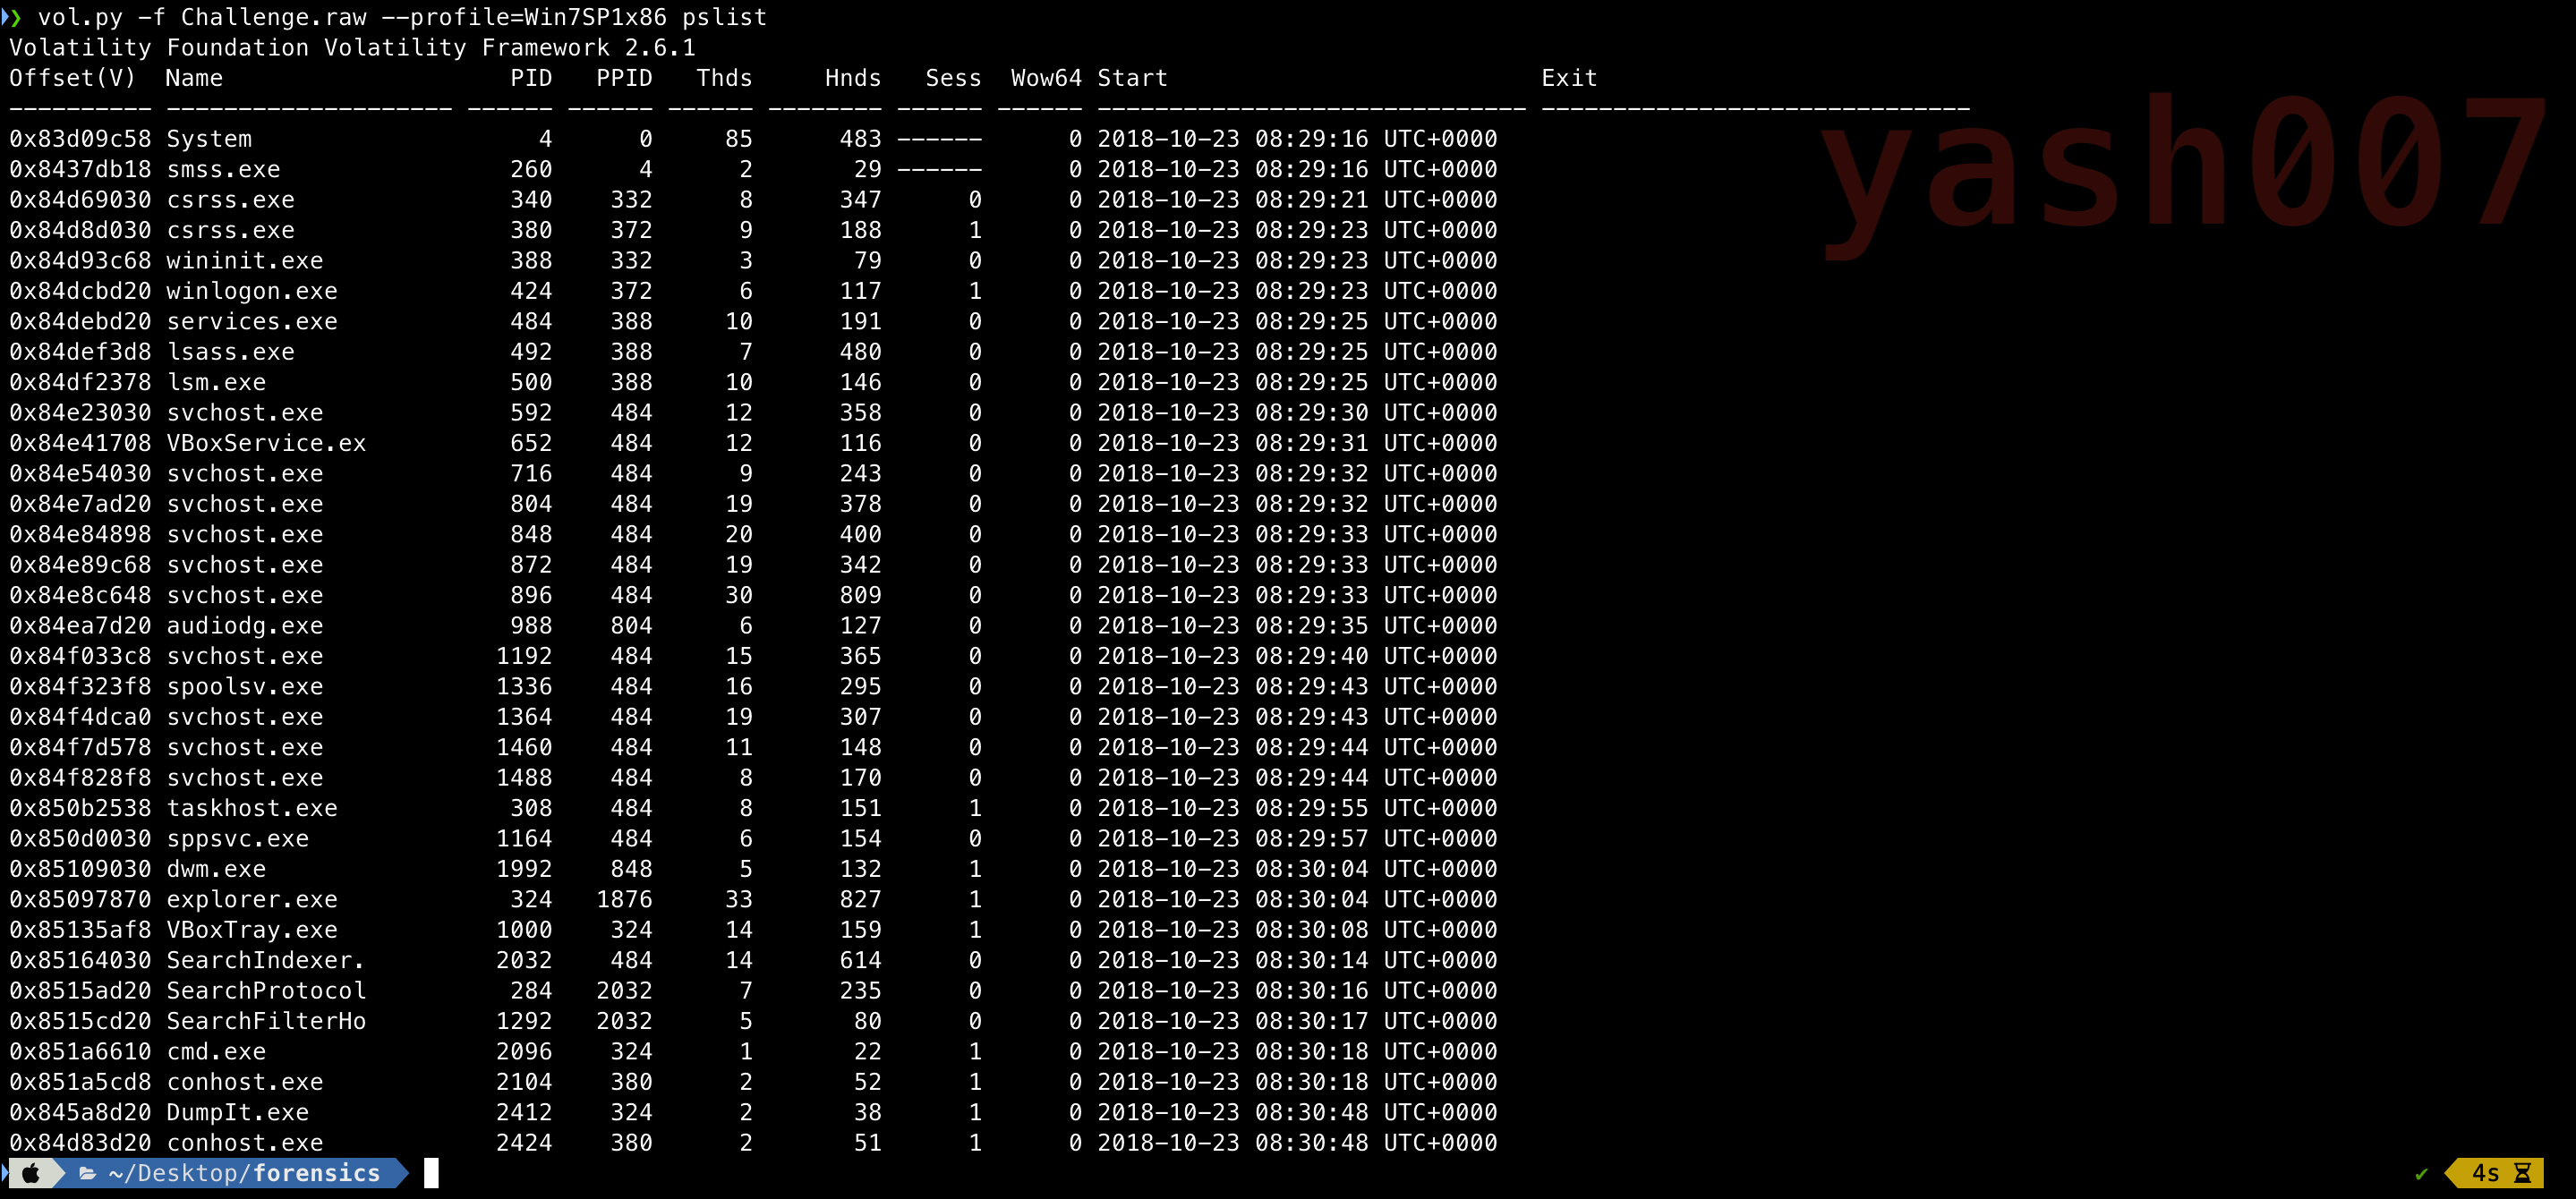 ❯ vol.py -f Challenge.raw --profile=Win7SP1x86 pslist
Volatility Foundation Volatility Framework 2.6.1
Offset(V)  Name                    PID   PPID   Thds     Hnds   Sess  Wow64 Start                          Exit
---------- -------------------- ------ ------ ------ -------- ------ ------ ------------------------------ ------------------------------
0x83d09c58 System                    4      0     85      483 ------      0 2018-10-23 08:29:16 UTC+0000
0x8437db18 smss.exe                260      4      2       29 ------      0 2018-10-23 08:29:16 UTC+0000
0x84d69030 csrss.exe               340    332      8      347      0      0 2018-10-23 08:29:21 UTC+0000
0x84d8d030 csrss.exe               380    372      9      188      1      0 2018-10-23 08:29:23 UTC+0000
0x84d93c68 wininit.exe             388    332      3       79      0      0 2018-10-23 08:29:23 UTC+0000
0x84dcbd20 winlogon.exe            424    372      6      117      1      0 2018-10-23 08:29:23 UTC+0000
0x84debd20 services.exe            484    388     10      191      0      0 2018-10-23 08:29:25 UTC+0000
0x84def3d8 lsass.exe               492    388      7      480      0      0 2018-10-23 08:29:25 UTC+0000
0x84df2378 lsm.exe                 500    388     10      146      0      0 2018-10-23 08:29:25 UTC+0000
0x84e23030 svchost.exe             592    484     12      358      0      0 2018-10-23 08:29:30 UTC+0000
0x84e41708 VBoxService.ex          652    484     12      116      0      0 2018-10-23 08:29:31 UTC+0000
0x84e54030 svchost.exe             716    484      9      243      0      0 2018-10-23 08:29:32 UTC+0000
0x84e7ad20 svchost.exe             804    484     19      378      0      0 2018-10-23 08:29:32 UTC+0000
0x84e84898 svchost.exe             848    484     20      400      0      0 2018-10-23 08:29:33 UTC+0000
0x84e89c68 svchost.exe             872    484     19      342      0      0 2018-10-23 08:29:33 UTC+0000
0x84e8c648 svchost.exe             896    484     30      809      0      0 2018-10-23 08:29:33 UTC+0000
0x84ea7d20 audiodg.exe             988    804      6      127      0      0 2018-10-23 08:29:35 UTC+0000
0x84f033c8 svchost.exe            1192    484     15      365      0      0 2018-10-23 08:29:40 UTC+0000
0x84f323f8 spoolsv.exe            1336    484     16      295      0      0 2018-10-23 08:29:43 UTC+0000
0x84f4dca0 svchost.exe            1364    484     19      307      0      0 2018-10-23 08:29:43 UTC+0000
0x84f7d578 svchost.exe            1460    484     11      148      0      0 2018-10-23 08:29:44 UTC+0000
0x84f828f8 svchost.exe            1488    484      8      170      0      0 2018-10-23 08:29:44 UTC+0000
0x850b2538 taskhost.exe            308    484      8      151      1      0 2018-10-23 08:29:55 UTC+0000
0x850d0030 sppsvc.exe             1164    484      6      154      0      0 2018-10-23 08:29:57 UTC+0000
0x85109030 dwm.exe                1992    848      5      132      1      0 2018-10-23 08:30:04 UTC+0000
0x85097870 explorer.exe            324   1876     33      827      1      0 2018-10-23 08:30:04 UTC+0000
0x85135af8 VBoxTray.exe           1000    324     14      159      1      0 2018-10-23 08:30:08 UTC+0000
0x85164030 SearchIndexer.         2032    484     14      614      0      0 2018-10-23 08:30:14 UTC+0000
0x8515ad20 SearchProtocol          284   2032      7      235      0      0 2018-10-23 08:30:16 UTC+0000
0x8515cd20 SearchFilterHo         1292   2032      5       80      0      0 2018-10-23 08:30:17 UTC+0000
0x851a6610 cmd.exe                2096    324      1       22      1      0 2018-10-23 08:30:18 UTC+0000
0x851a5cd8 conhost.exe            2104    380      2       52      1      0 2018-10-23 08:30:18 UTC+0000
0x845a8d20 DumpIt.exe             2412    324      2       38      1      0 2018-10-23 08:30:48 UTC+0000
0x84d83d20 conhost.exe            2424    380      2       51      1      0 2018-10-23 08:30:48 UTC+0000
~/Desktop/forensics ✔ 4s
yash007